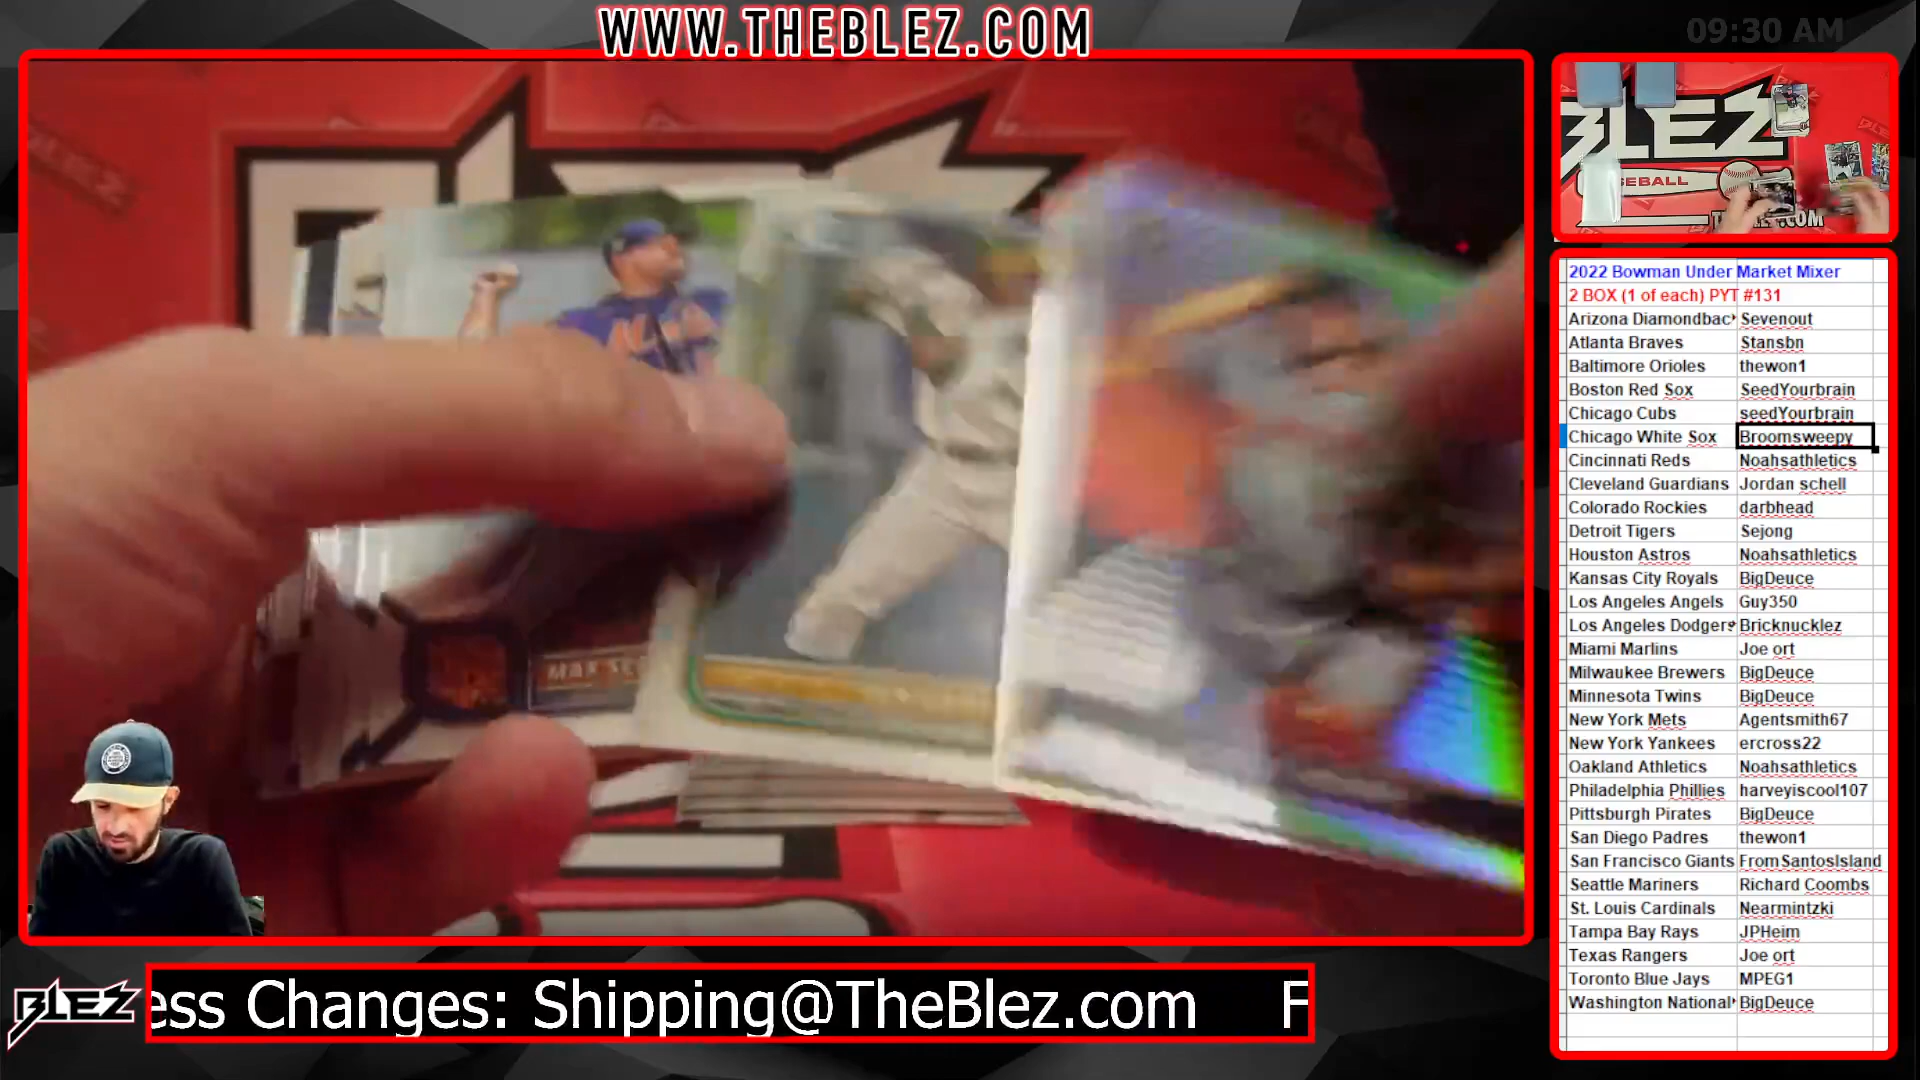 WWW.THEBLEZ.COM
09:30 AM
BLEZ
2022 Bowman Under Market Mixer
2 BOX (1 of each) PYT #131
Arizona Diamondbac Sevenout
Atlanta Braves Stansbn
Baltimore Orioles thewon1
Boston Red Sox SeedYourbrain
Chicago Cubs seedYourbrain
Chicago White Sox Broomsweepy
Cincinnati Reds Noahsathletics
Cleveland Guardians Jordan schell
Colorado Rockies darbhead
Detroit Tigers Sejong
Houston Astros Noahsathletics
Kansas City Royals BigDeuce
Los Angeles Angels Guy350
Los Angeles Dodgers Bricknucklez
Miami Marlins Joe ort
Milwaukee Brewers BigDeuce
Minnesota Twins BigDeuce
New York Mets Agentsmith67
New York Yankees ercross22
Oakland Athletics Noahsathletics
Philadelphia Phillies harveyiscool107
Pittsburgh Pirates BigDeuce
San Diego Padres thewon1
San Francisco Giants FromSantosIsland
Seattle Mariners Richard Coombs
St. Louis Cardinals Nearmintzki
Tampa Bay Rays JPHeim
Texas Rangers Joe ort
Toronto Blue Jays MPEG1
Washington National BigDeuce
BLEZ
ess Changes: Shipping@TheBlez.com F